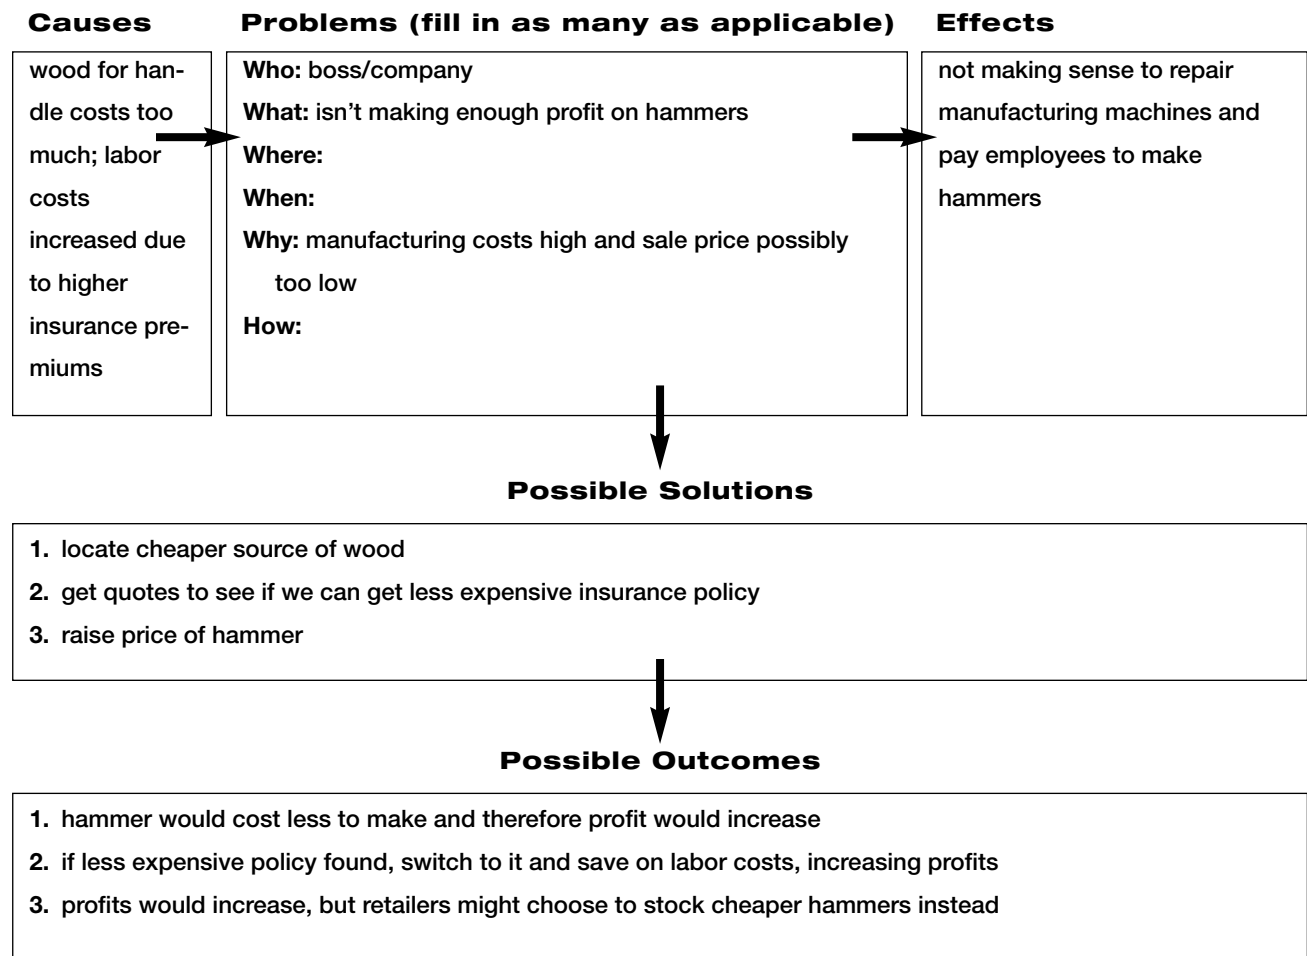 Causes
wood for han-
dle costs too
much; labor
costs
increased due
to higher
insurance pre-
miums
Problems (fill in as many as applicable)
Who: boss/company
What: isn't making enough profit on hammers
Where:
When:
Why: manufacturing costs high and sale price possibly
too low
How:
Effects
not making sense to repair
manufacturing machines and
pay employees to make
hammers
Possible Solutions
1. locate cheaper source of wood
2. get quotes to see if we can get less expensive insurance policy
3. raise price of hammer
Possible Outcomes
1. hammer would cost less to make and therefore profit would increase
2. if less expensive policy found, switch to it and save on labor costs, increasing profits
3. profits would increase, but retailers might choose to stock cheaper hammers instead